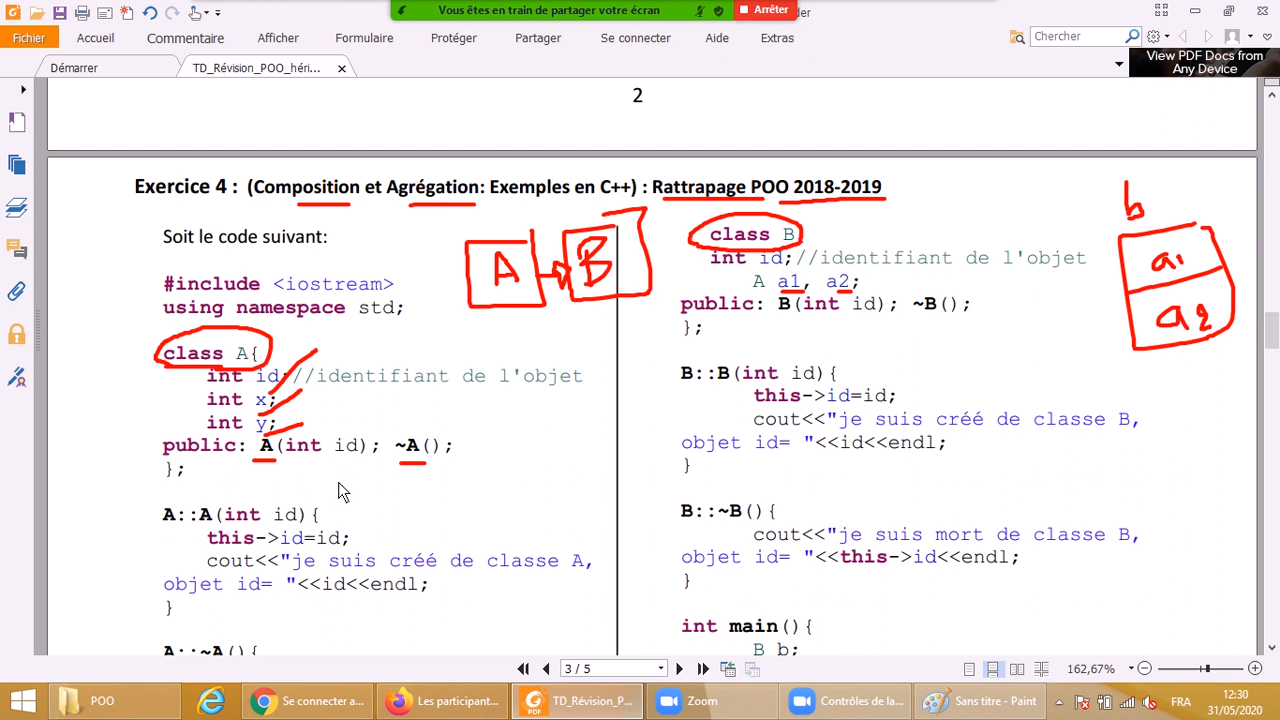 Vous êtes en train de partager votre écran
Arrêter
Fichier Accueil Commentaire Afficher Formulaire Protéger Partager Se connecter Aide Extras
Chercher
View PDF Docs from
Any Device
Démarrer
TD_Révision_POO_héri...
2
Exercice 4 : (Composition et Agrégation: Exemples en C++) : Rattrapage POO 2018-2019
Soit le code suivant:
#include <iostream>
using namespace std;
class A{
int id;//identifiant de l'objet
int x;
int y;
public: A(int id); ~A();
};
A::A(int id){
this->id=id;
cout<<"je suis créé de classe A,
objet id= "<<id<<endl;
}
A::~A(){
A
B
class B
int id;//identifiant de l'objet
A a1, a2;
public: B(int id); ~B();
};
B::B(int id){
this->id=id;
cout<<"je suis créé de classe B,
objet id= "<<id<<endl;
}
B::~B(){
cout<<"je suis mort de classe B,
objet id= "<<this->id<<endl;
}
int main(){
B b;
b
a1
a2
3 / 5
162,67%
POO
Se connecter a...
Les participant...
TD_Révision_P...
Zoom
Contrôles de la...
Sans titre - Paint
FRA
12:30
31/05/2020